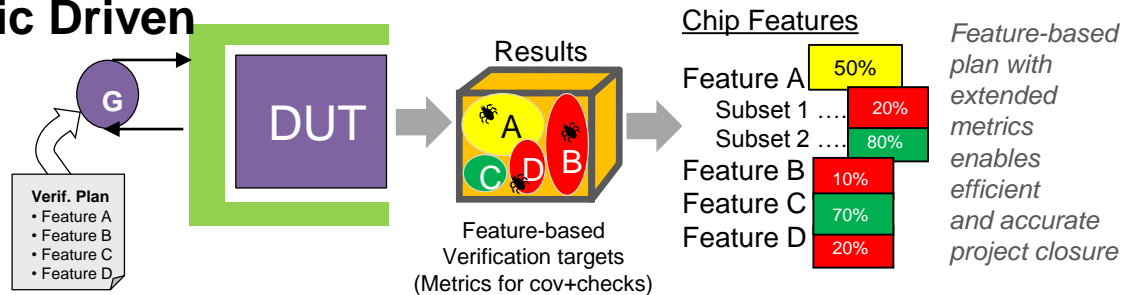 ic Driven
G
Verif. Plan
• Feature A
• Feature B
• Feature C
• Feature D
DUT
Results
A
B
C
D
Feature-based
Verification targets
(Metrics for cov+checks)
Chip Features
Feature A 50%
Subset 1 .... 20%
Subset 2 .... 80%
Feature B 10%
Feature C 70%
Feature D 20%
Feature-based
plan with
extended
metrics
enables
efficient
and accurate
project closure